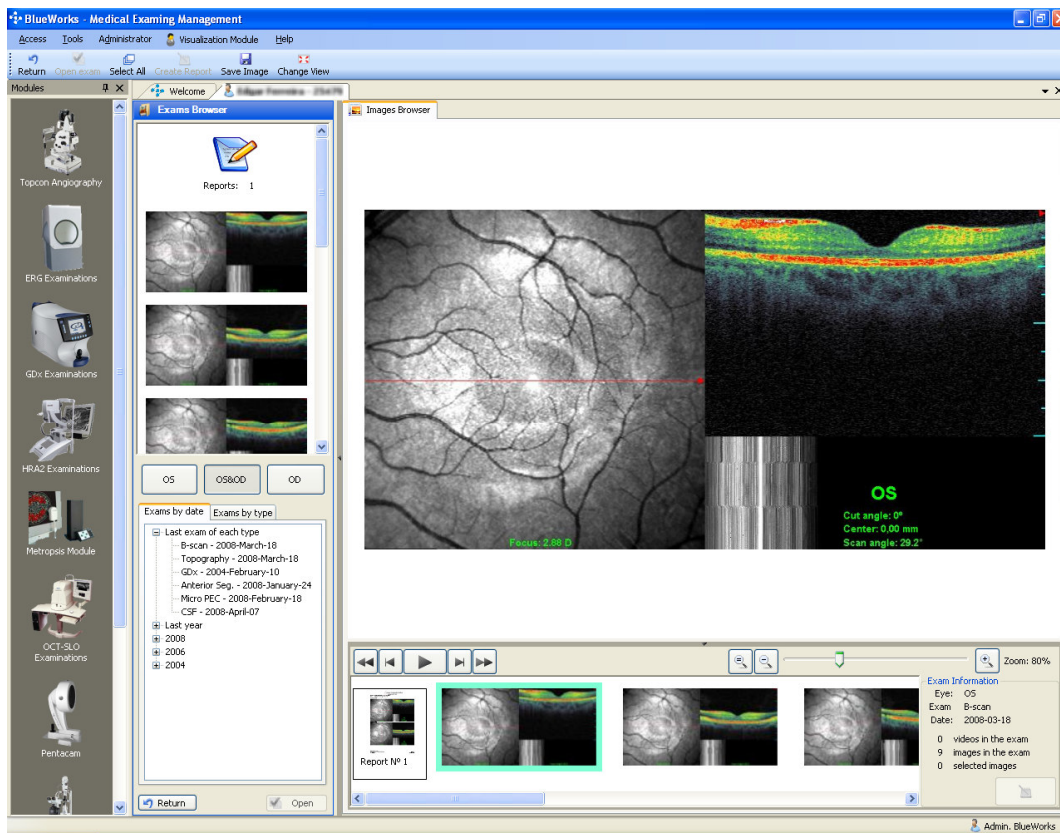 BlueWorks - Medical Examing Management
Access Tools Administrator Visualization Module Help
Return Open exam Select All Create Report Save Image Change View
Modules
Welcome
Topcon Angiography
ERG Examinations
GDx Examinations
HRA2 Examinations
Metropsis Module
OCT-SLO
Examinations
Pentacam
Exams Browser
Reports: 1
OS OS&OD OD
Exams by date Exams by type
Last exam of each type
B-scan - 2008-March-18
Topography - 2008-March-18
GDx - 2004-February-10
Anterior Seg. - 2008-January-24
Micro PEC - 2008-February-18
CSF - 2008-April-07
Last year
2008
2006
2004
Return Open
Images Browser
Focus: 2.88 D
OS
Cut angle: 0º
Center: 0,00 mm
Scan angle: 29.2°
Zoom: 80%
Report Nº 1
Exam Information
Eye: OS
Exam B-scan
Date: 2008-03-18
0 videos in the exam
9 images in the exam
0 selected images
Admin. BlueWorks